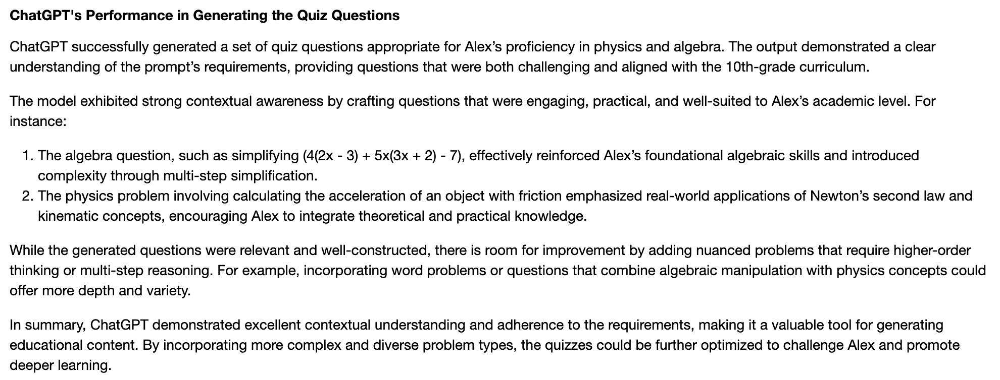 ChatGPT's Performance in Generating the Quiz Questions
ChatGPT successfully generated a set of quiz questions appropriate for Alex’s proficiency in physics and algebra. The output demonstrated a clear
understanding of the prompt’s requirements, providing questions that were both challenging and aligned with the 10th-grade curriculum.
The model exhibited strong contextual awareness by crafting questions that were engaging, practical, and well-suited to Alex’s academic level. For
instance:
1. The algebra question, such as simplifying (4(2x - 3) + 5x(3x + 2) - 7), effectively reinforced Alex’s foundational algebraic skills and introduced
complexity through multi-step simplification.
2. The physics problem involving calculating the acceleration of an object with friction emphasized real-world applications of Newton’s second law and
kinematic concepts, encouraging Alex to integrate theoretical and practical knowledge.
While the generated questions were relevant and well-constructed, there is room for improvement by adding nuanced problems that require higher-order
thinking or multi-step reasoning. For example, incorporating word problems or questions that combine algebraic manipulation with physics concepts could
offer more depth and variety.
In summary, ChatGPT demonstrated excellent contextual understanding and adherence to the requirements, making it a valuable tool for generating
educational content. By incorporating more complex and diverse problem types, the quizzes could be further optimized to challenge Alex and promote
deeper learning.